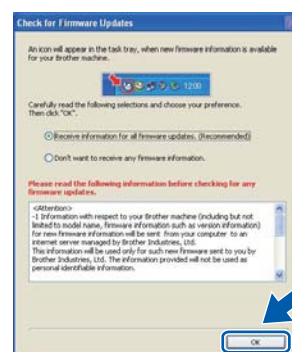 Check for Firmware Updates
An icon will appear in the task tray, when new firmware information is available
for your Brother machine.
12:00
Carefully read the following selections and choose your preference.
Then click "OK".
Receive information for all firmware updates. (Recommended)
Don't want to receive any firmware information.
Please read the following information before checking for any
firmware updates.
<Attention>
-1 Information with respect to your Brother machine (including but not
limited to model name, firmware information such as version information)
for new firmware information will be sent from your computer to an
internet server managed by Brother Industries, Ltd.
This information will be used only for such new firmware sent to you by
Brother Industries, Ltd. The information provided will not be used as
personal identifiable information.
OK